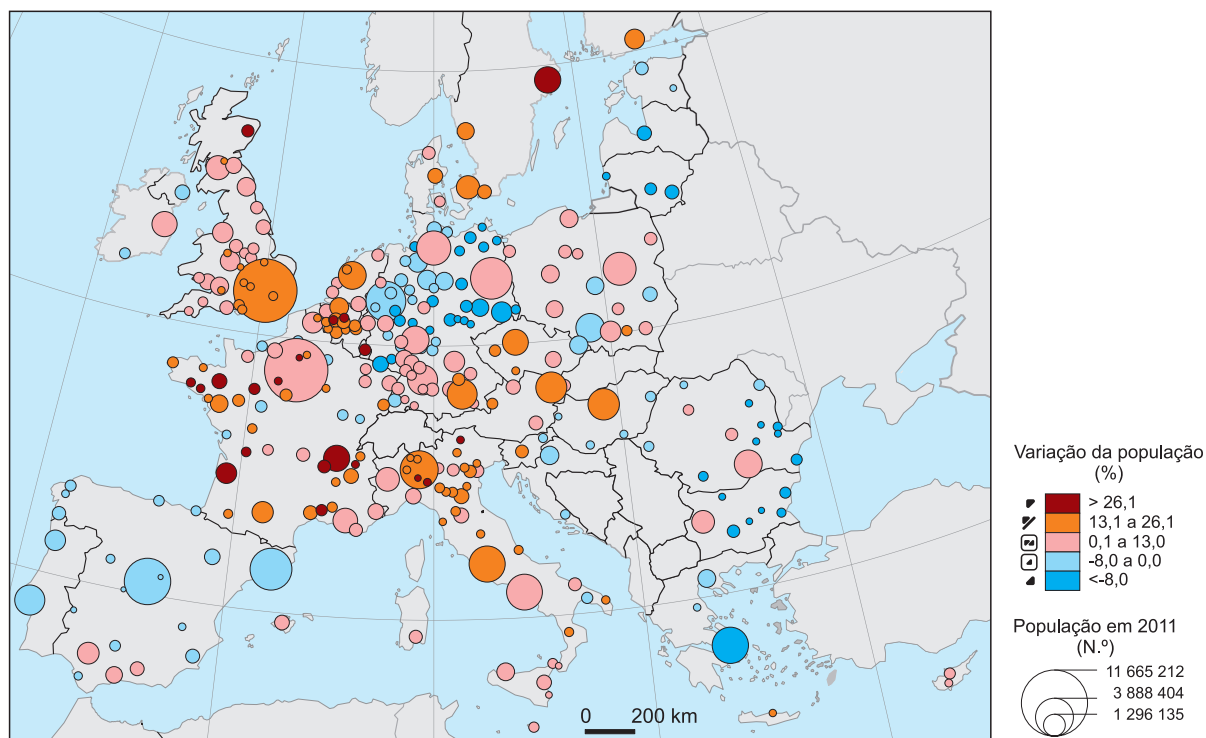 Variação da população
(%)
> 26,1
13,1 a 26,1
0,1 a 13,0
-8,0 a 0,0
<-8,0
População em 2011
(N.º)
11 665 212
3 888 404
1 296 135
0 200 km